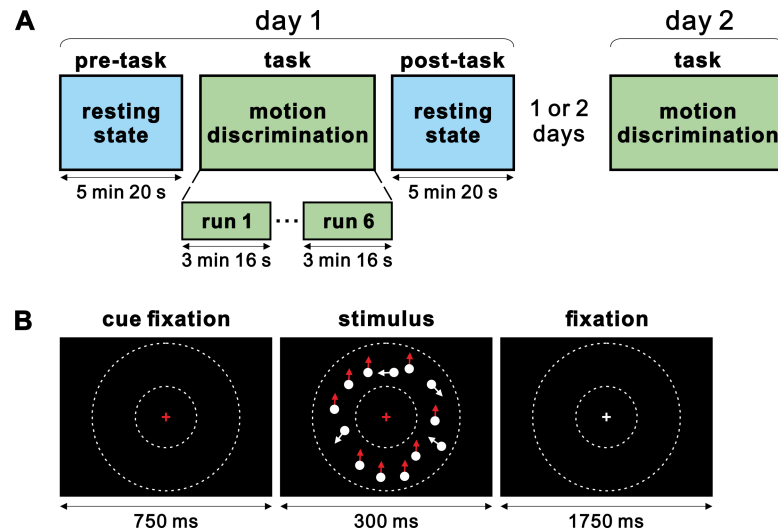 A
day 1
day 2
pre-task
task
post-task
task
resting
state
motion
discrimination
resting
state
1 or 2
days
motion
discrimination
5 min 20 s
5 min 20 s
run 1
...
run 6
3 min 16 s
3 min 16 s
B
cue fixation
stimulus
fixation
750 ms
300 ms
1750 ms